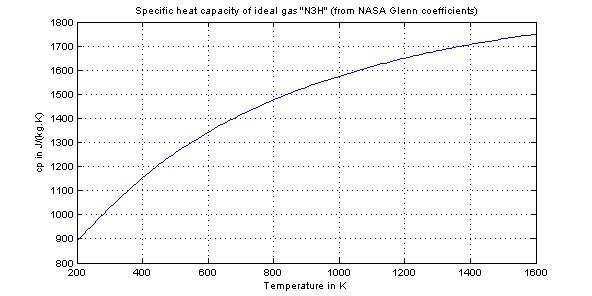 Specific heat capacity of ideal gas "N3H" (from NASA Glenn coefficients)
1800
1700
1600
1500
1400
1300
1200
1100
1000
900
800
cp in J/(kg.K)
200 400 600 800 1000 1200 1400 1600
Temperature in K